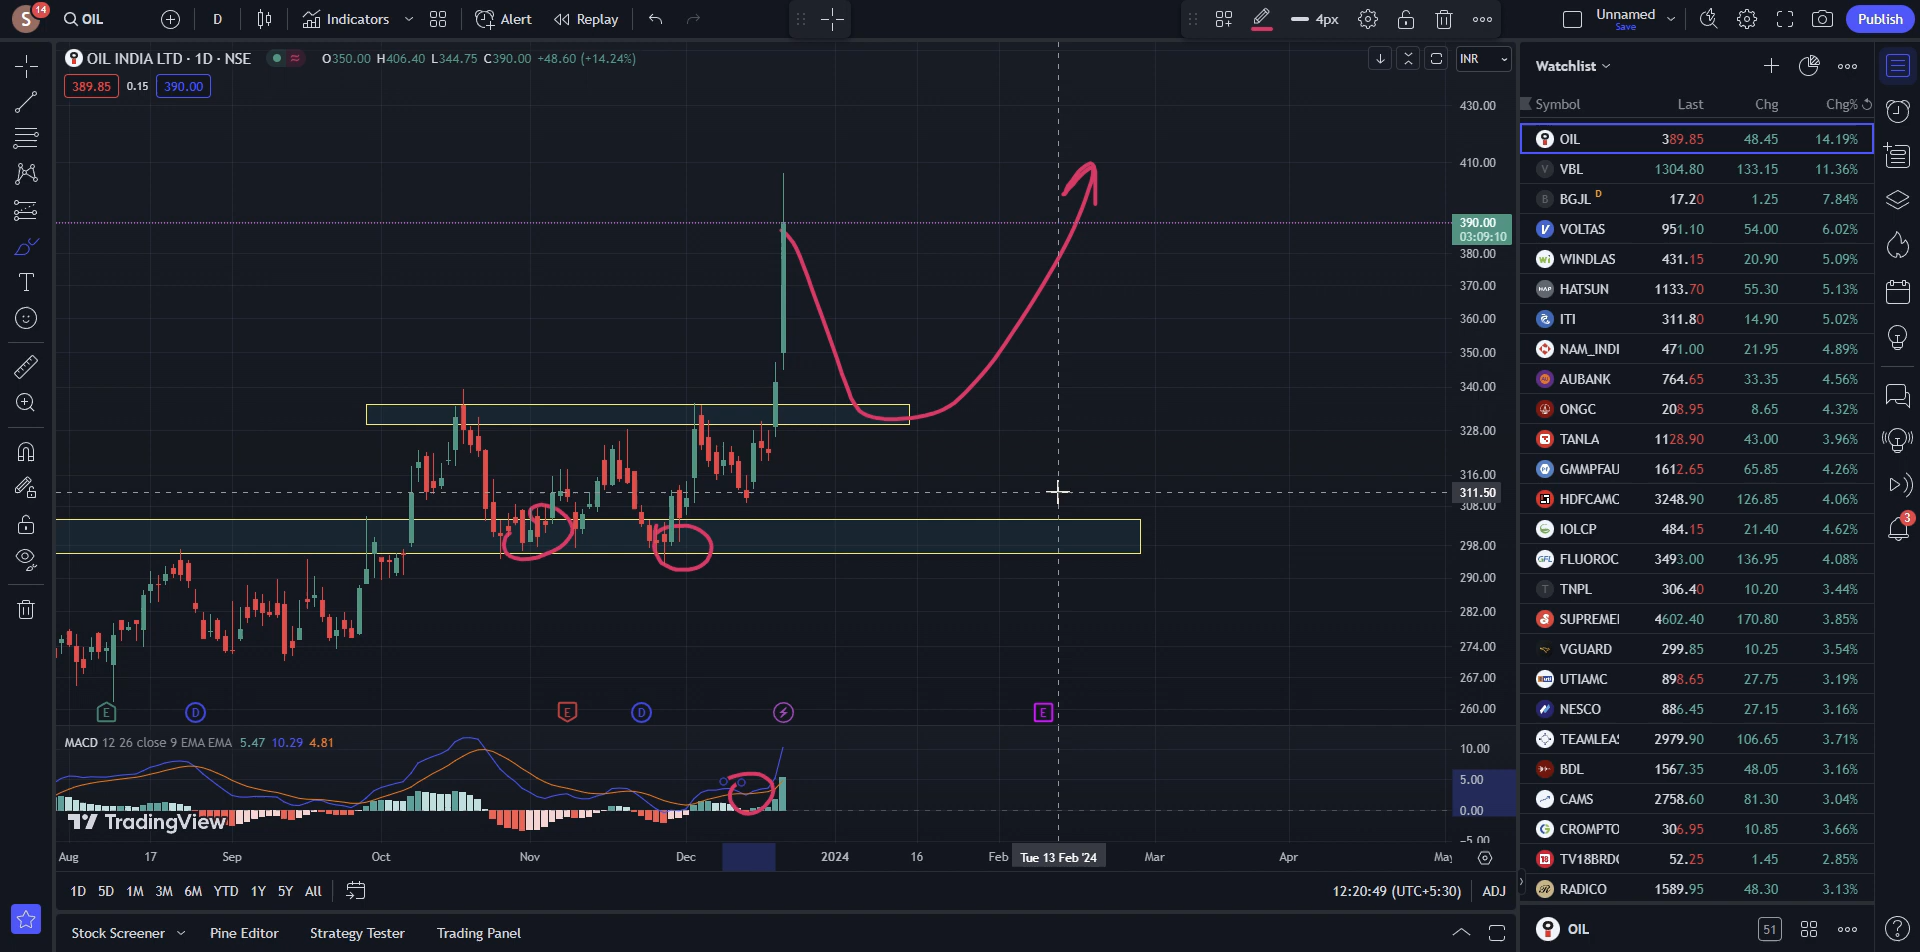 S 14 OIL D Indicators Alert Replay 4px Unnamed Save Publish
OIL INDIA LTD · 1D · NSE O350.00 H406.40 L344.75 C390.00 +48.60 (+14.24%) INR
389.85 0.15 390.00
430.00
410.00
390.00
03:09:10
380.00
370.00
360.00
350.00
340.00
328.00
316.00
311.50
308.00
298.00
290.00
282.00
274.00
267.00
260.00
E D E D E
MACD 12 26 close 9 EMA EMA 5.47 10.29 4.81
10.00
5.00
0.00
-5.00
TradingView
Aug 17 Sep Oct Nov Dec 2024 16 Feb Tue 13 Feb '24 Mar Apr May
1D 5D 1M 3M 6M YTD 1Y 5Y All 12:20:49 (UTC+5:30) ADJ
Stock Screener Pine Editor Strategy Tester Trading Panel
Watchlist
Symbol Last Chg Chg%
OIL 389.85 48.45 14.19%
V VBL 1304.80 133.15 11.36%
B BGJL D 17.20 1.25 7.84%
VOLTAS 951.10 54.00 6.02%
WINDLAS 431.15 20.90 5.09%
HATSUN 1133.70 55.30 5.13%
ITI 311.80 14.90 5.02%
NAM_INDI 471.00 21.95 4.89%
AUBANK 764.65 33.35 4.56%
ONGC 208.95 8.65 4.32%
TANLA 1128.90 43.00 3.96%
GMMPFAU 1612.65 65.85 4.26%
HDFCAMC 3248.90 126.85 4.06%
IOLCP 484.15 21.40 4.62%
FLUOROC 3493.00 136.95 4.08%
T TNPL 306.40 10.20 3.44%
SUPREMEI 4602.40 170.80 3.85%
VGUARD 299.85 10.25 3.54%
UTIAMC 898.65 27.75 3.19%
NESCO 886.45 27.15 3.16%
TEAMLEAS 2979.90 106.65 3.71%
BDL 1567.35 48.05 3.16%
CAMS 2758.60 81.30 3.04%
CROMPTO 306.95 10.85 3.66%
18 TV18BRD 52.25 1.45 2.85%
RADICO 1589.95 48.30 3.13%
OIL 51
3